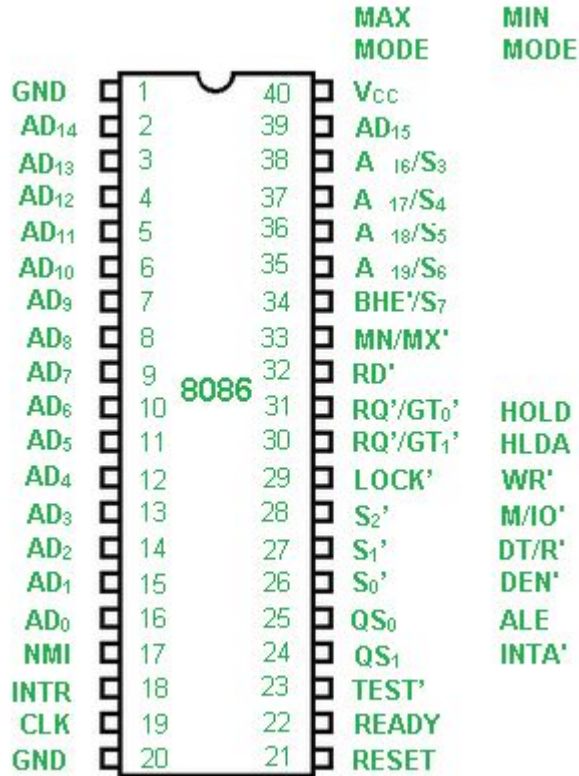 MAX MIN
MODE MODE
GND 1 40 Vcc
AD14 2 39 AD15
AD13 3 38 A 16/S3
AD12 4 37 A 17/S4
AD11 5 36 A 18/S5
AD10 6 35 A 19/S6
AD9 7 34 BHE'/S7
AD8 8 33 MN/MX'
AD7 9 32 RD'
8086
AD6 10 31 RQ'/GT0' HOLD
AD5 11 30 RQ'/GT1' HLDA
AD4 12 29 LOCK' WR'
AD3 13 28 S2' M/IO'
AD2 14 27 S1' DT/R'
AD1 15 26 S0' DEN'
AD0 16 25 QS0 ALE
NMI 17 24 QS1 INTA'
INTR 18 23 TEST'
CLK 19 22 READY
GND 20 21 RESET